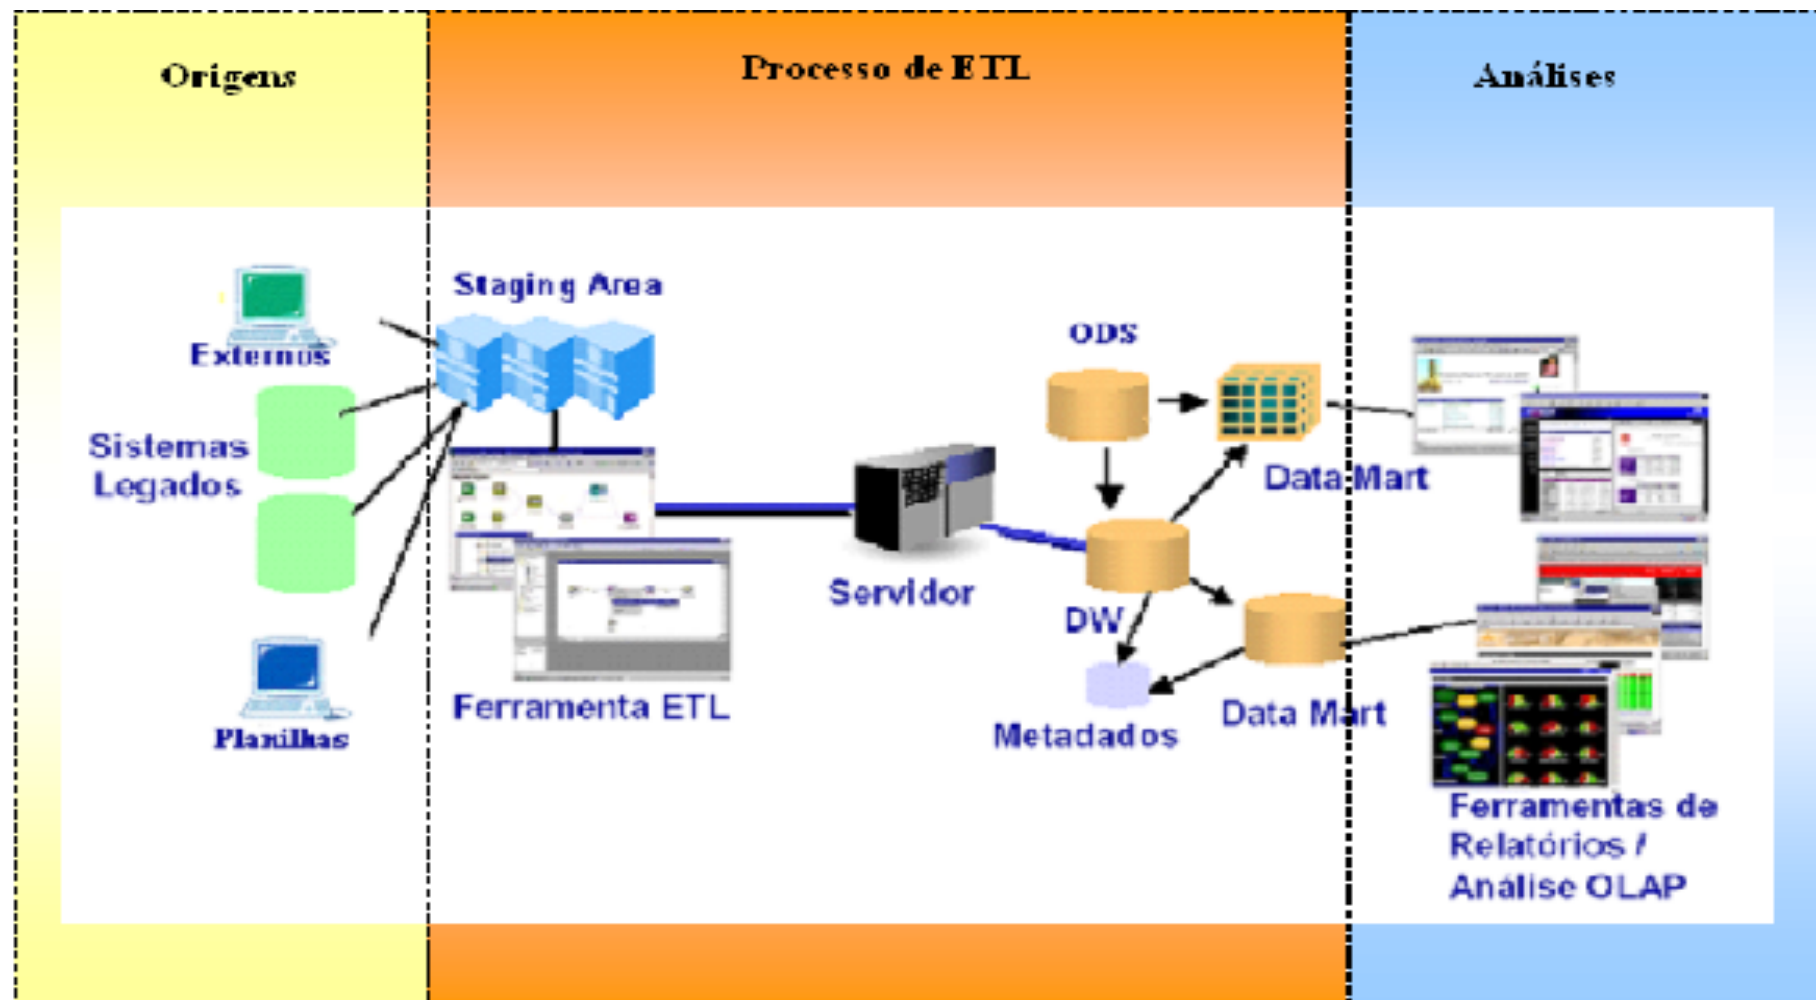 Origens
Processo de ETL
Análises
Externos
Sistemas
Legados
Planilhas
Staging Area
Ferramenta ETL
Servidor
ODS
DW
Metadados
Data Mart
Data Mart
Ferramentas de
Relatórios /
Análise OLAP